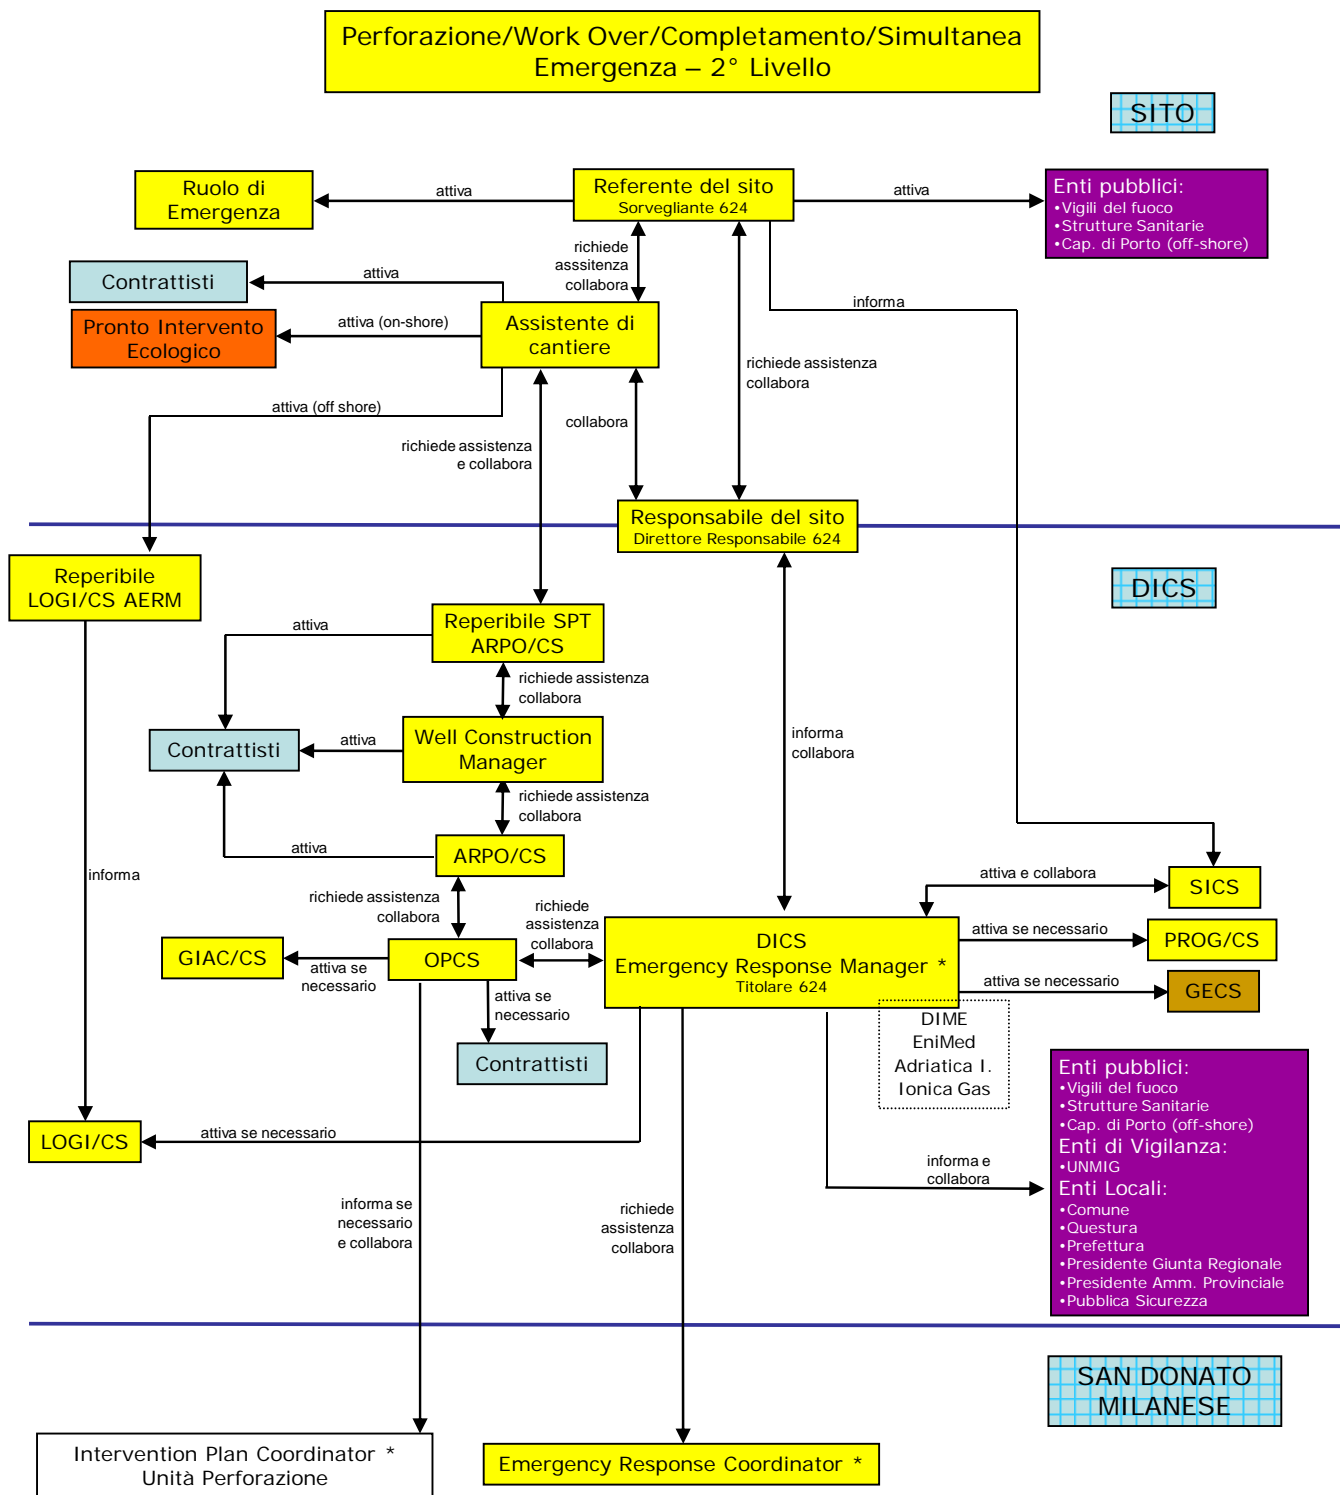 Perforazione/Work Over/Completamento/Simultanea
Emergenza – 2° Livello
SITO
Ruolo di
Emergenza
attiva
Referente del sito
Sorvegliante 624
attiva
Enti pubblici:
•Vigili del fuoco
•Strutture Sanitarie
•Cap. di Porto (off-shore)
richiede
asssitenza
collabora
Contrattisti
attiva
informa
Pronto Intervento
Ecologico
attiva (on-shore)
Assistente di
cantiere
richiede assistenza
collabora
attiva (off shore)
collabora
richiede assistenza
e collabora
Responsabile del sito
Direttore Responsabile 624
Reperibile
LOGI/CS AERM
DICS
Reperibile SPT
ARPO/CS
attiva
richiede assistenza
collabora
Contrattisti
attiva
Well Construction
Manager
informa
collabora
richiede assistenza
collabora
attiva
ARPO/CS
informa
attiva e collabora
SICS
richiede assistenza
collabora
richiede
assistenza
collabora
GIAC/CS
attiva se
necessario
OPCS
DICS
Emergency Response Manager *
Titolare 624
attiva se necessario
PROG/CS
attiva se necessario
GECS
attiva se
necessario
Contrattisti
DIME
EniMed
Adriatica I.
Ionica Gas
Enti pubblici:
•Vigili del fuoco
•Strutture Sanitarie
•Cap. di Porto (off-shore)
Enti di Vigilanza:
•UNMIG
Enti Locali:
•Comune
•Questura
•Prefettura
•Presidente Giunta Regionale
•Presidente Amm. Provinciale
•Pubblica Sicurezza
LOGI/CS
attiva se necessario
informa e
collabora
informa se
necessario
e collabora
richiede
assistenza
collabora
SAN DONATO
MILANESE
Intervention Plan Coordinator *
Unità Perforazione
Emergency Response Coordinator *